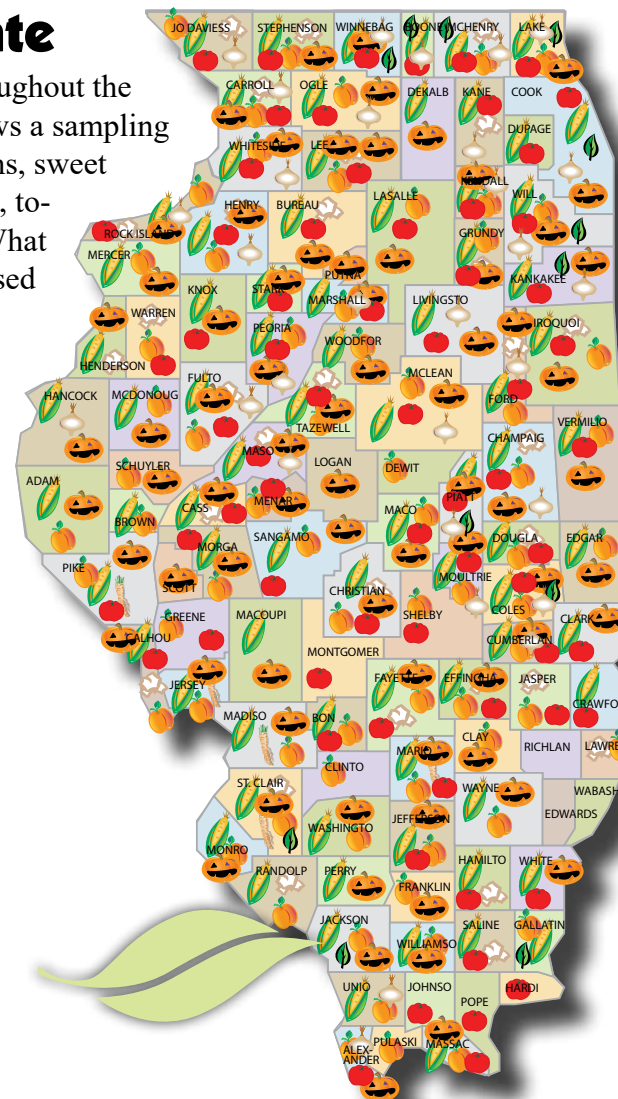 ate
ughout the
ws a sampling
ns, sweet
, to-
What
sed
JO DAVIESS STEPHENSON WINNEBAG BOONE MCHENRY LAKE
CARROLL OGLE DEKALB KANE COOK
DUPAGE
WHITESIDE LEE
KENDALL
WILL
HENRY BUREAU LASALLE
ROCK ISLAND GRUNDY
MERCER PUTNA KANKAKEE
KNOX STARK MARSHALL LIVINGSTO
WARREN PEORIA IROQUOI
WOODFOR
HENDERSON FULTO MCLEAN
HANCOCK MCDONOUG FORD
TAZEWELL CHAMPAIG VERMILIO
MASO
SCHUYLER LOGAN DEWIT
ADAM CASS MENAR PIATT
BROWN MACO
MORGA SANGAMO DOUGLA EDGAR
PIKE
SCOTT CHRISTIAN MOULTRIE
COLES
GREENE MACOUPI SHELBY CLARK
CALHOU CUMBERLAN
MONTGOMER
JERSEY FAYETTE EFFINGHA JASPER
CRAWFO
MADISO BON
CLAY
MARIO RICHLAN LAWRE
CLINTO
ST. CLAIR WAYNE WABASH
EDWARDS
WASHINGTO JEFFERSON
MONRO
RANDOLP PERRY HAMILTO WHITE
FRANKLIN
JACKSON SALINE GALLATIN
WILLIAMSO
UNIO JOHNSO HARDI
POPE
PULASKI MASSAC
ALEX-
ANDER